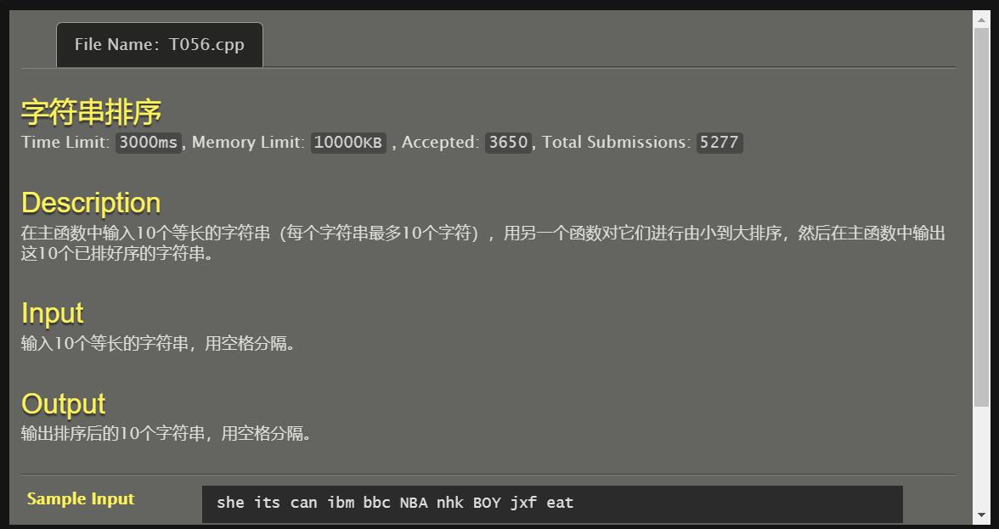 File Name: T056.cpp
字符串排序
Time Limit: 3000ms, Memory Limit: 10000KB , Accepted: 3650, Total Submissions: 5277
Description
在主函数中输入10个等长的字符串（每个字符串最多10个字符），用另一个函数对它们进行由小到大排序，然后在主函数中输出
这10个已排好序的字符串。
Input
输入10个等长的字符串，用空格分隔。
Output
输出排序后的10个字符串，用空格分隔。
Sample Input she its can ibm bbc NBA nhk BOY jxf eat